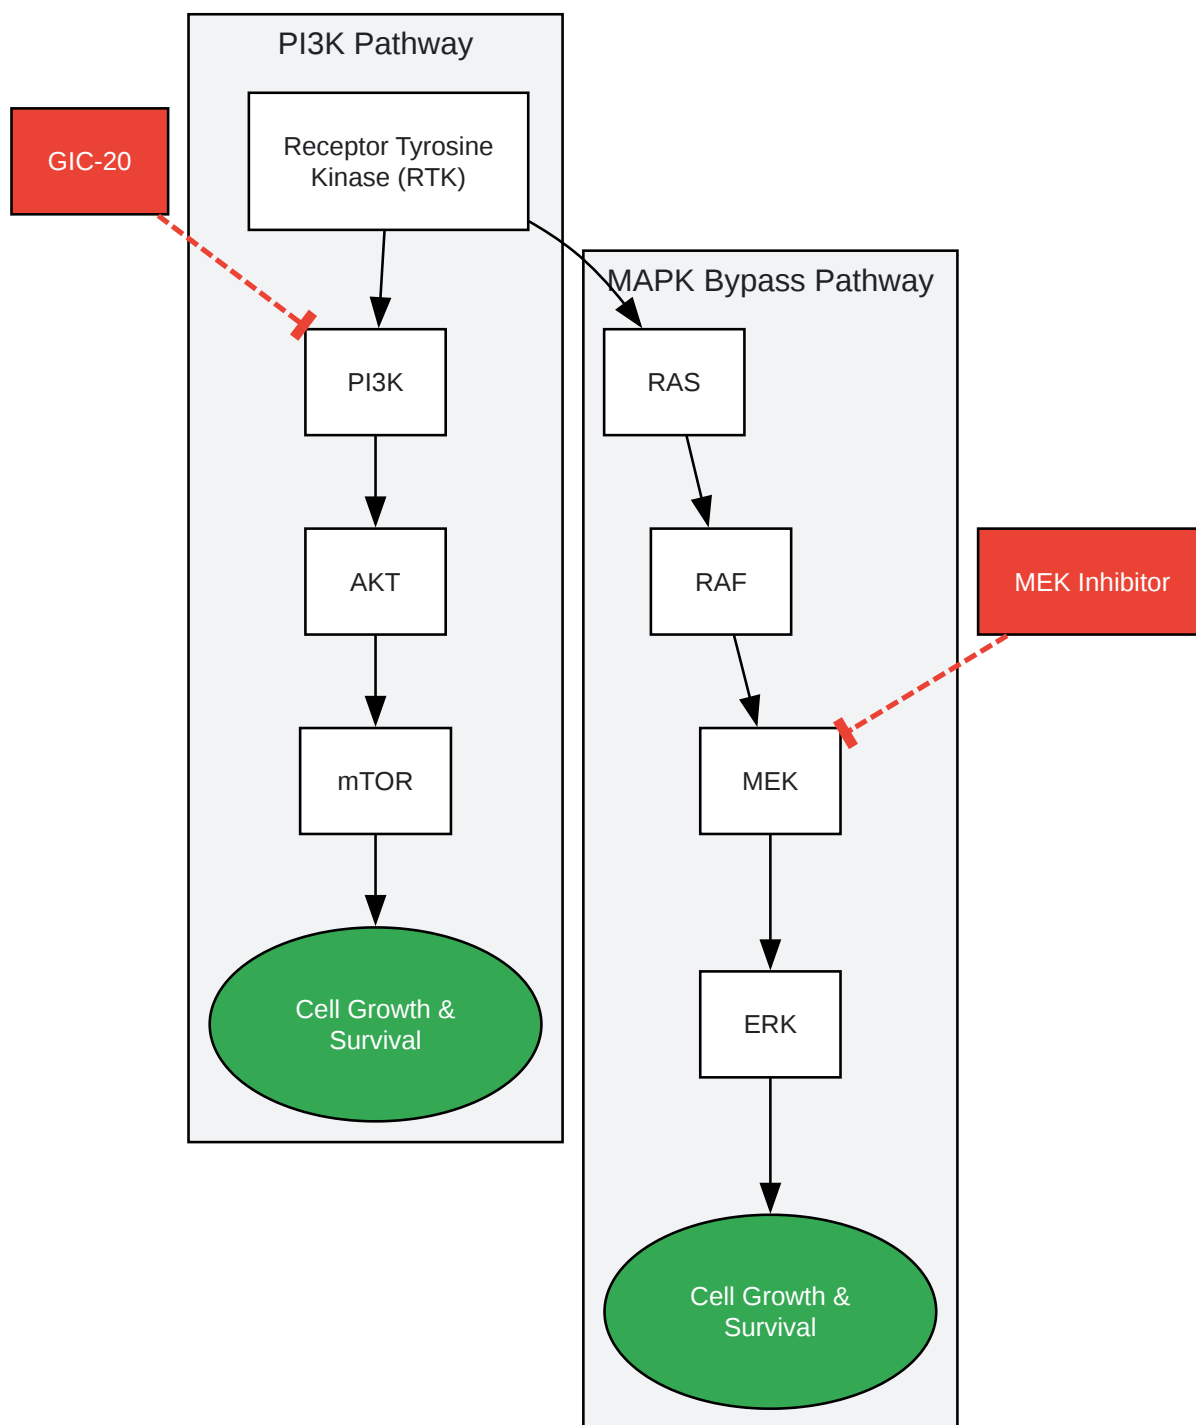 PI3K Pathway
GIC-20
Receptor Tyrosine
Kinase (RTK)
MAPK Bypass Pathway
PI3K
RAS
AKT
RAF
MEK Inhibitor
mTOR
MEK
Cell Growth &
Survival
ERK
Cell Growth &
Survival